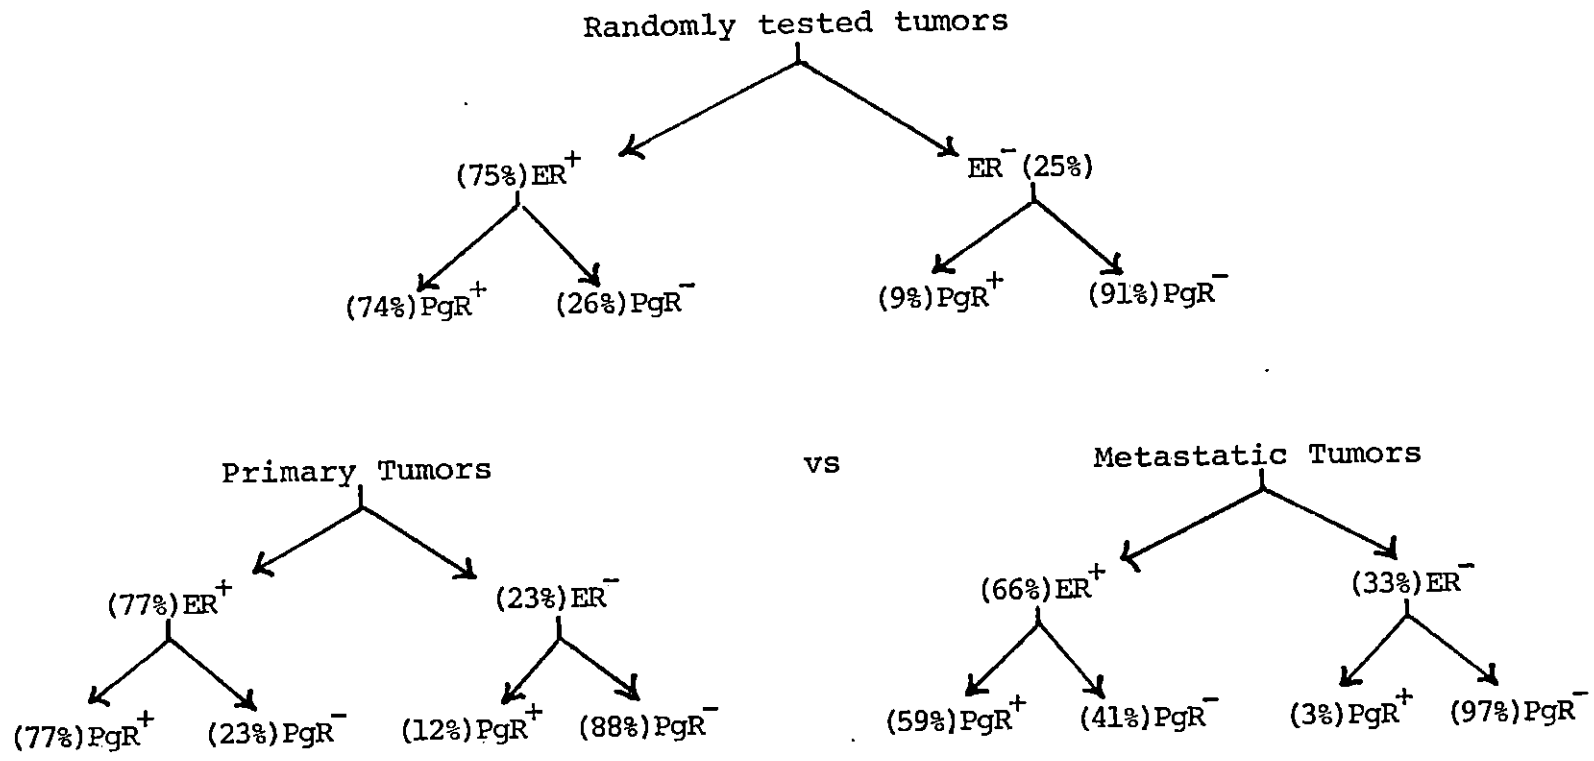 Randomly tested tumors
(75%)ER+ ER-(25%)
(74%)PgR+ (26%)PgR- (9%)PgR+ (91%)PgR-
Primary Tumors vs Metastatic Tumors
(77%)ER+ (23%)ER- (66%)ER+ (33%)ER-
(77%)PgR+ (23%)PgR- (12%)PgR+ (88%)PgR- (59%)PgR+ (41%)PgR- (3%)PgR+ (97%)PgR-